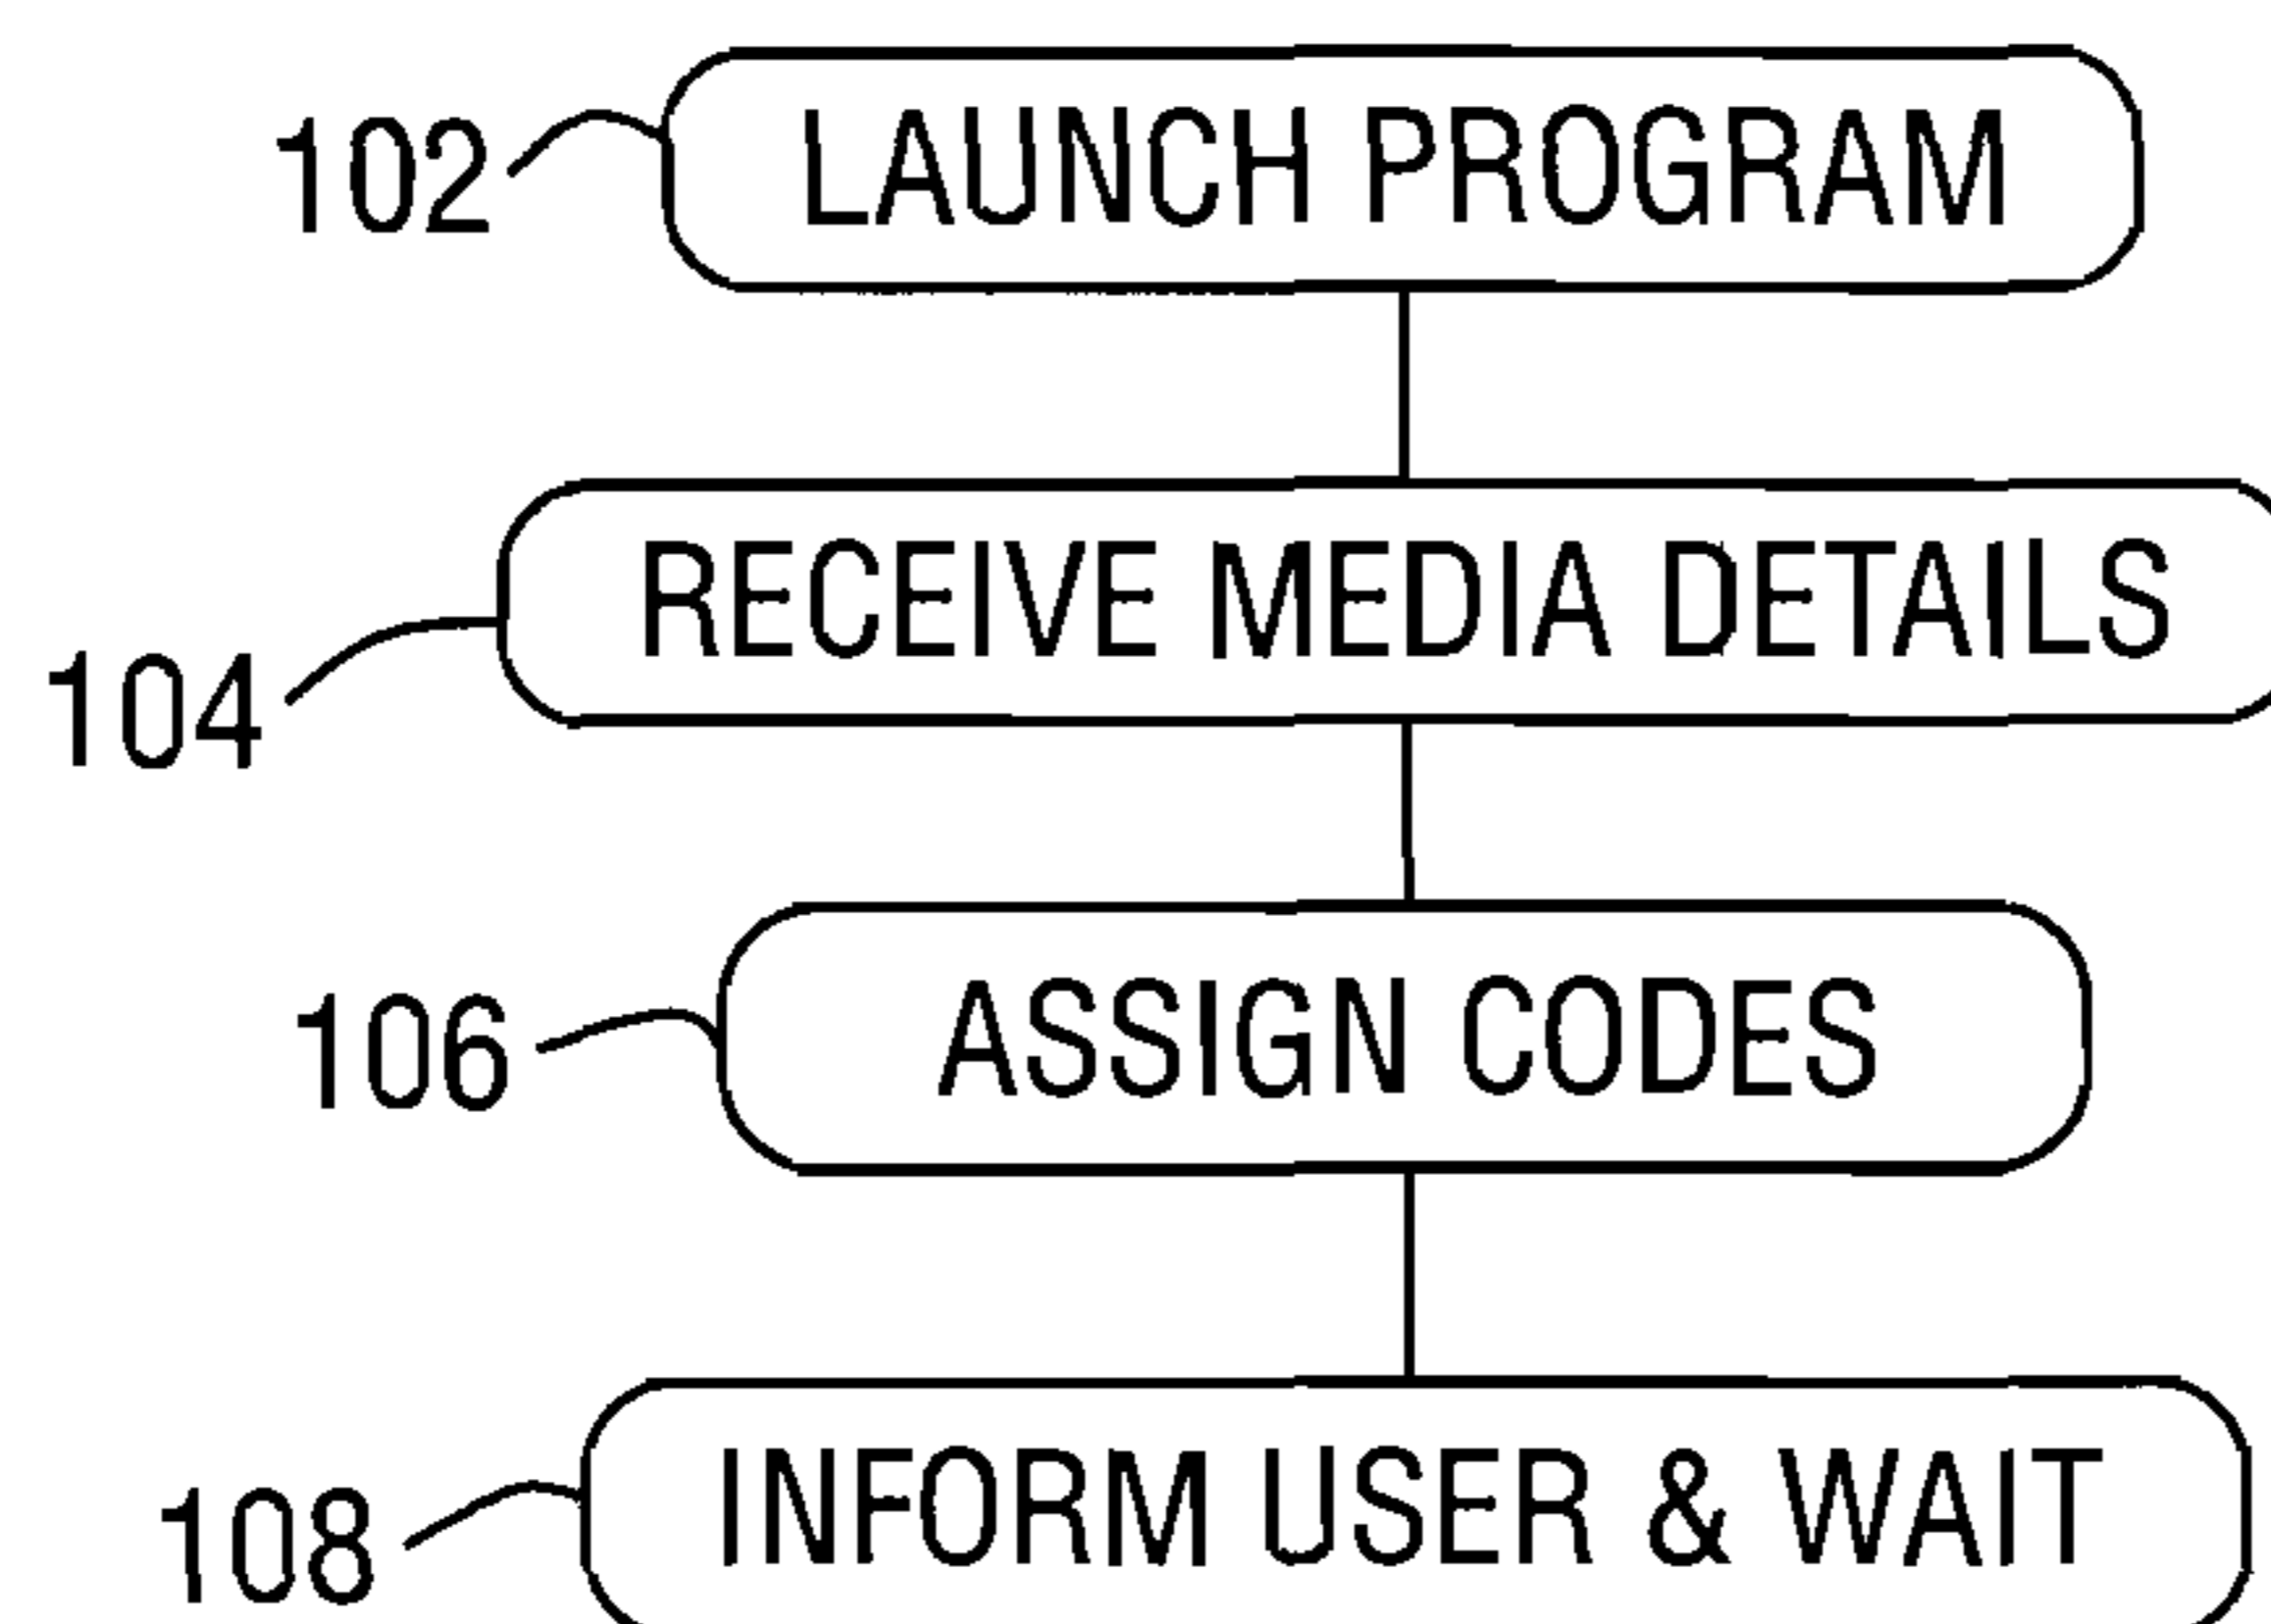 102 LAUNCH PROGRAM
104 RECEIVE MEDIA DETAILS
106 ASSIGN CODES
108 INFORM USER & WAIT